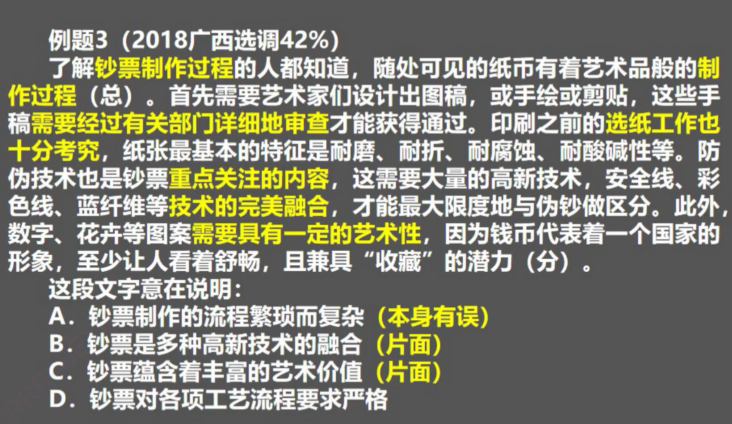 例题3（2018广西选调42%）
了解钞票制作过程的人都知道，随处可见的纸币有着艺术品般的制
作过程（总）。首先需要艺术家们设计出图稿，或手绘或剪贴，这些手
稿需要经过有关部门详细地审查才能获得通过。印刷之前的选纸工作也
十分考究，纸张最基本的特征是耐磨、耐折、耐腐蚀、耐酸碱性等。防
伪技术也是钞票重点关注的内容，这需要大量的高新技术，安全线、彩
色线、蓝纤维等技术的完美融合，才能最大限度地与伪钞做区分。此外，
数字、花卉等图案需要具有一定的艺术性，因为钱币代表着一个国家的
形象，至少让人看着舒畅，且兼具“收藏”的潜力（分）。
这段文字意在说明：
A．钞票制作的流程繁琐而复杂（本身有误）
B．钞票是多种高新技术的融合（片面）
C．钞票蕴含着丰富的艺术价值（片面）
D．钞票对各项工艺流程要求严格